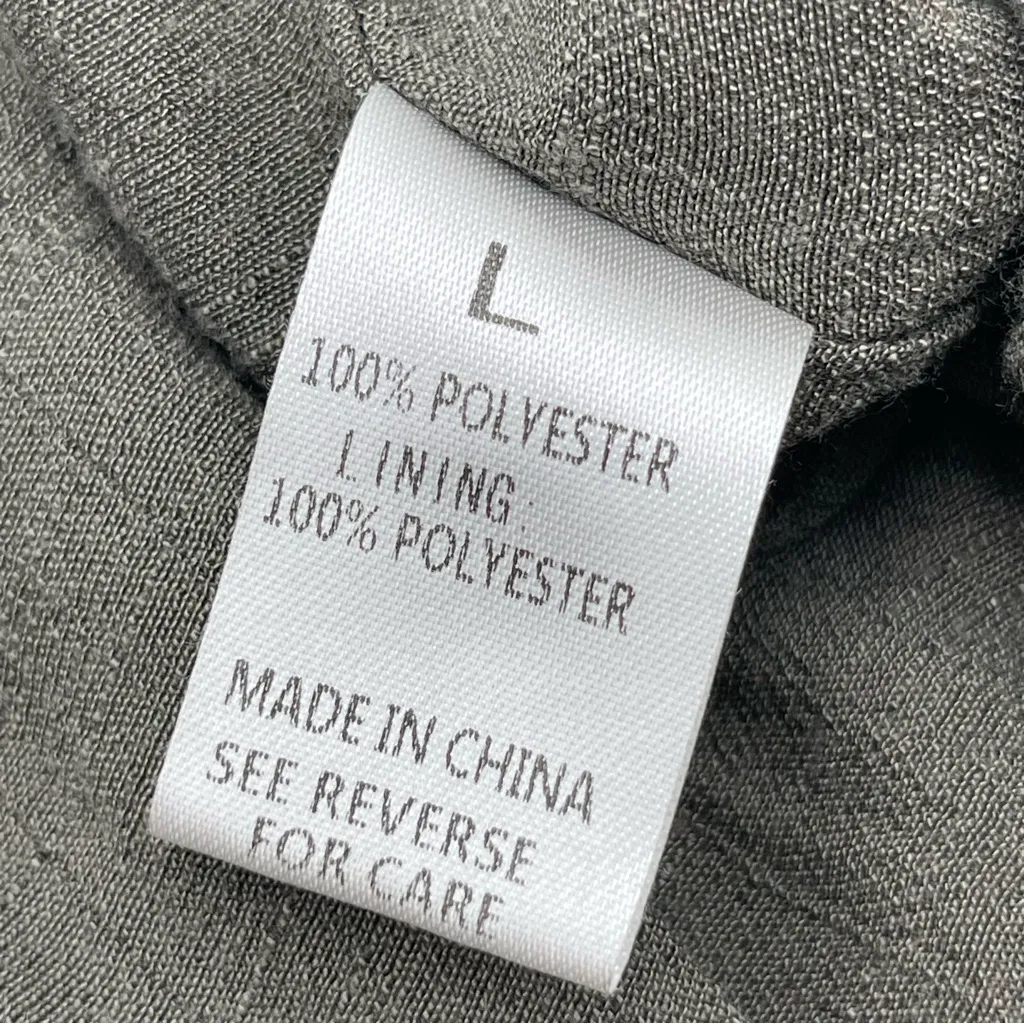 L
100% POLYESTER
LINING:
100% POLYESTER
MADE IN CHINA
SEE REVERSE
FOR CARE